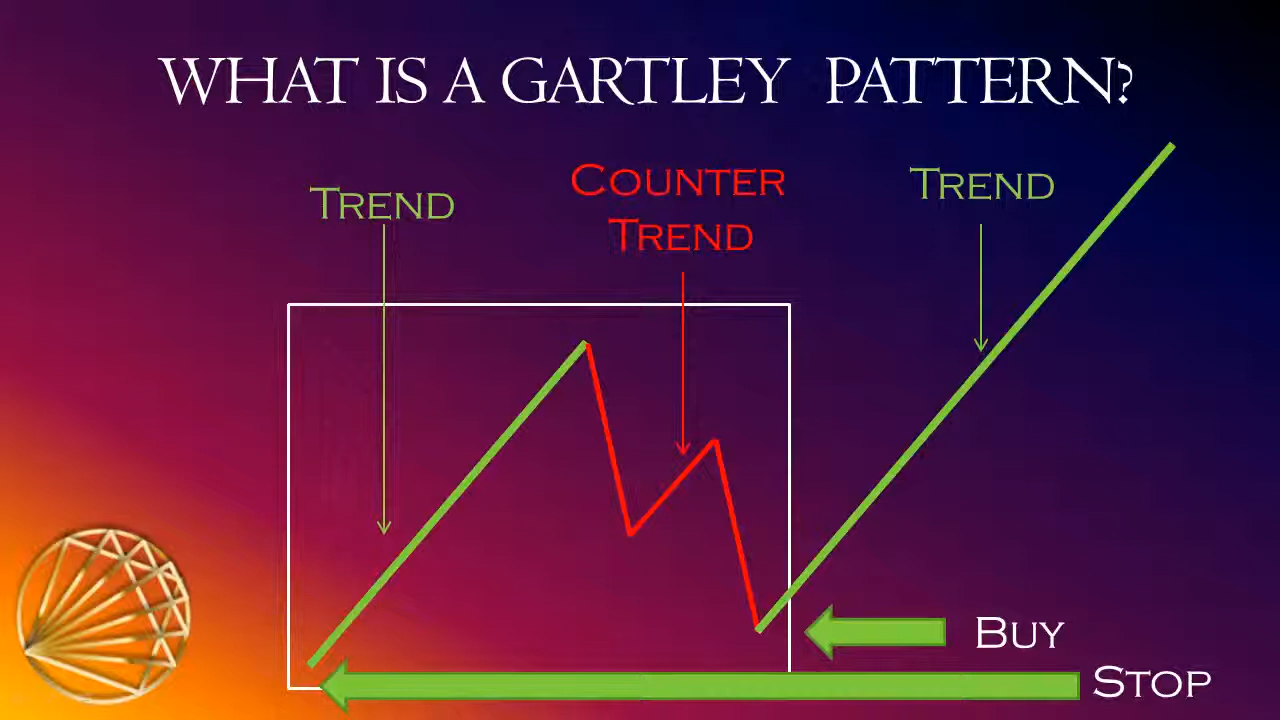 WHAT IS A GARTLEY PATTERN?
TREND
COUNTER
TREND
TREND
BUY
STOP